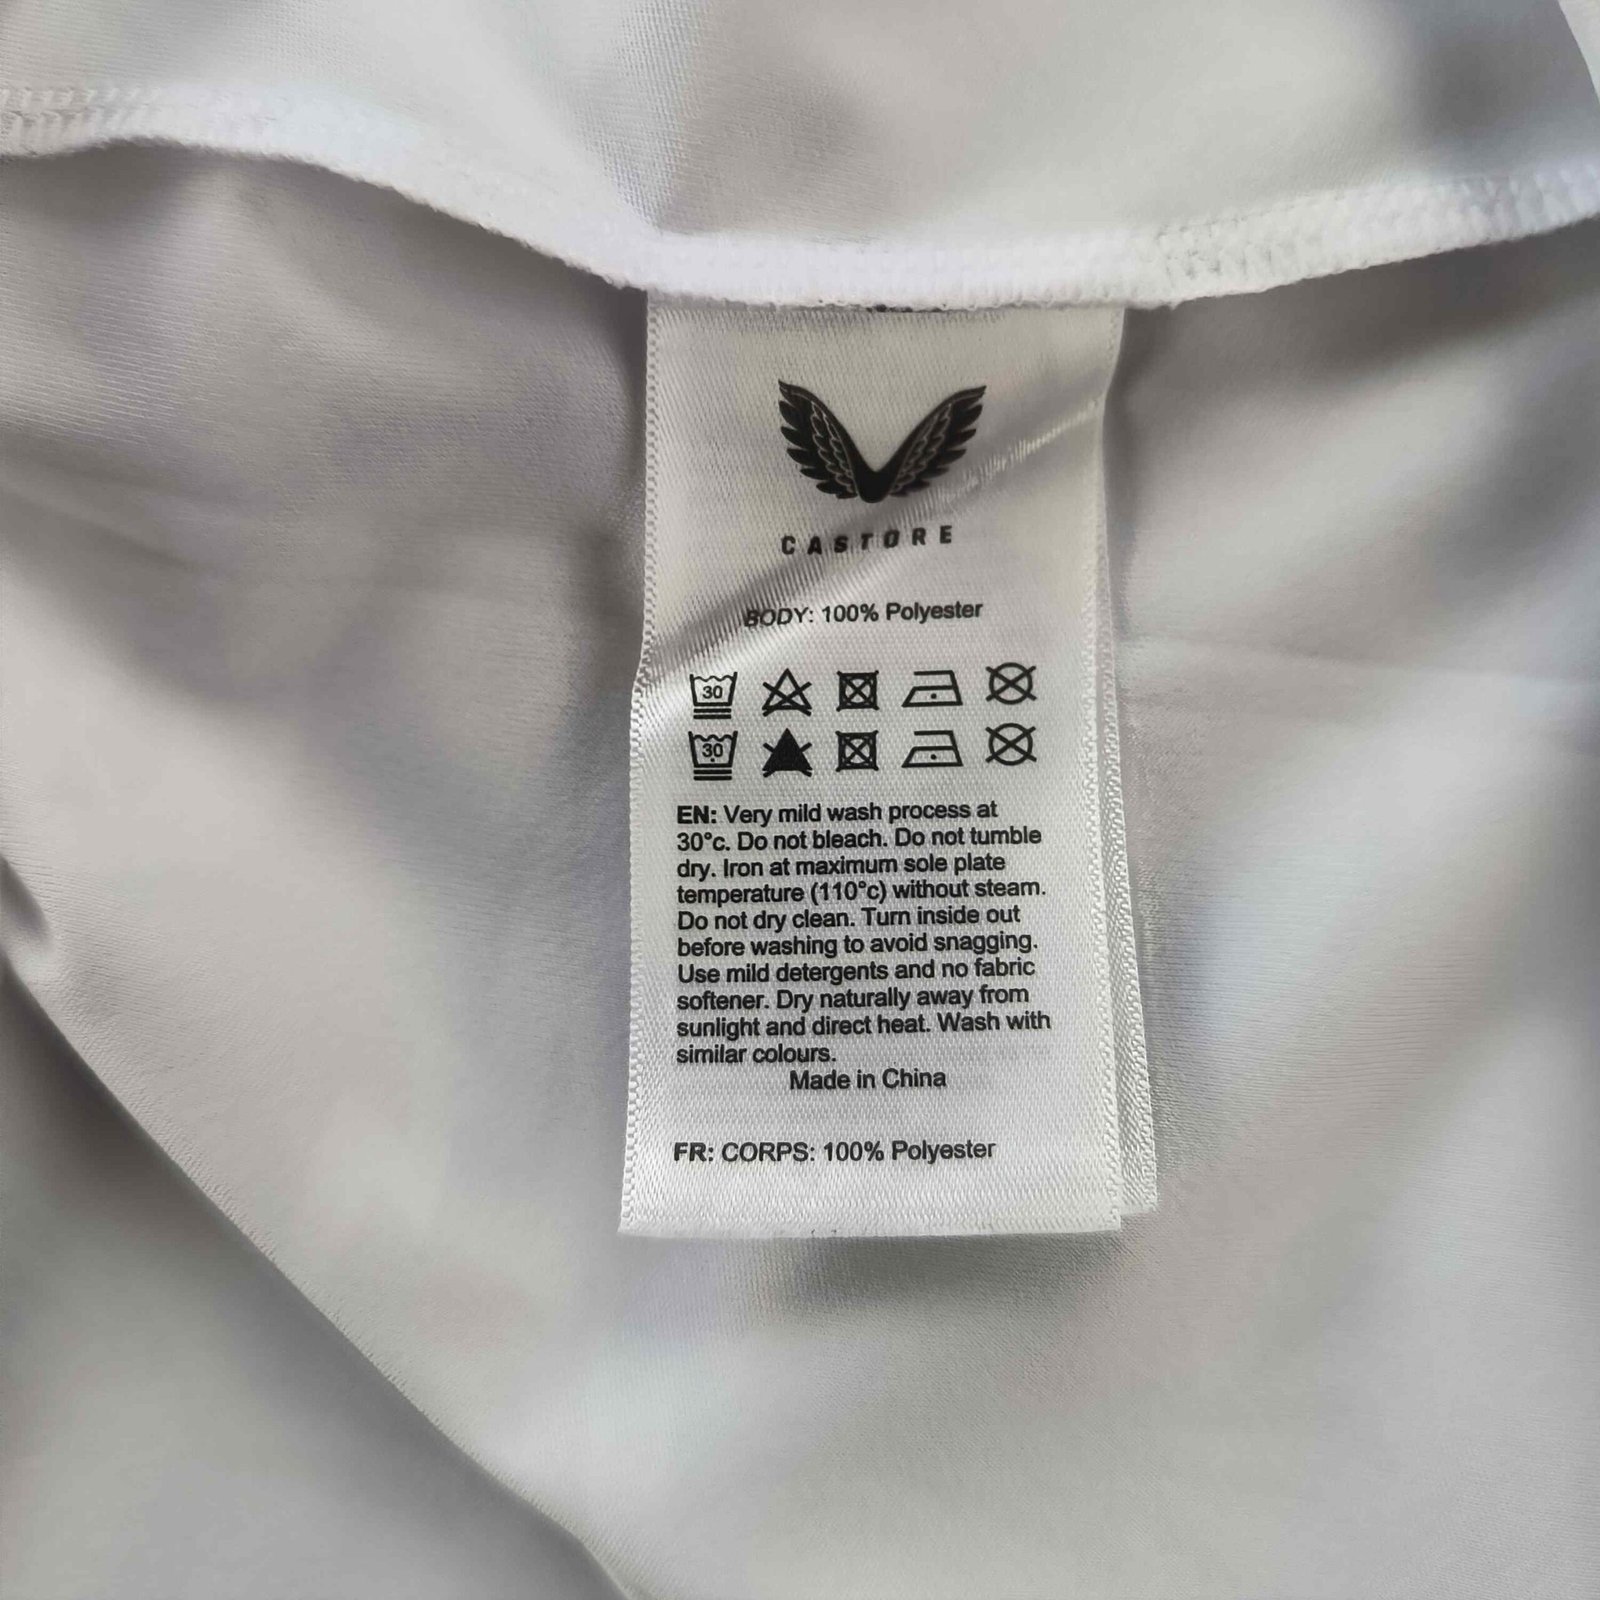 CASTORE
BODY: 100% Polyester
30
30
EN: Very mild wash process at
30°c. Do not bleach. Do not tumble
dry. Iron at maximum sole plate
temperature (110°c) without steam.
Do not dry clean. Turn inside out
before washing to avoid snagging.
Use mild detergents and no fabric
softener. Dry naturally away from
sunlight and direct heat. Wash with
similar colours.
Made in China
FR: CORPS: 100% Polyester